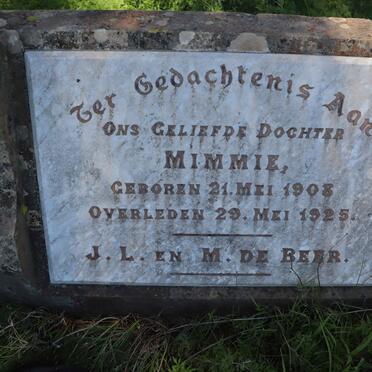 Ter Gedachtenis Aan
Ons Geliefde Dochter
Mimmie,
Geboren 21. Mei 1908
Overleden 29. Mei 1925.
J. L. en M. de Beer.